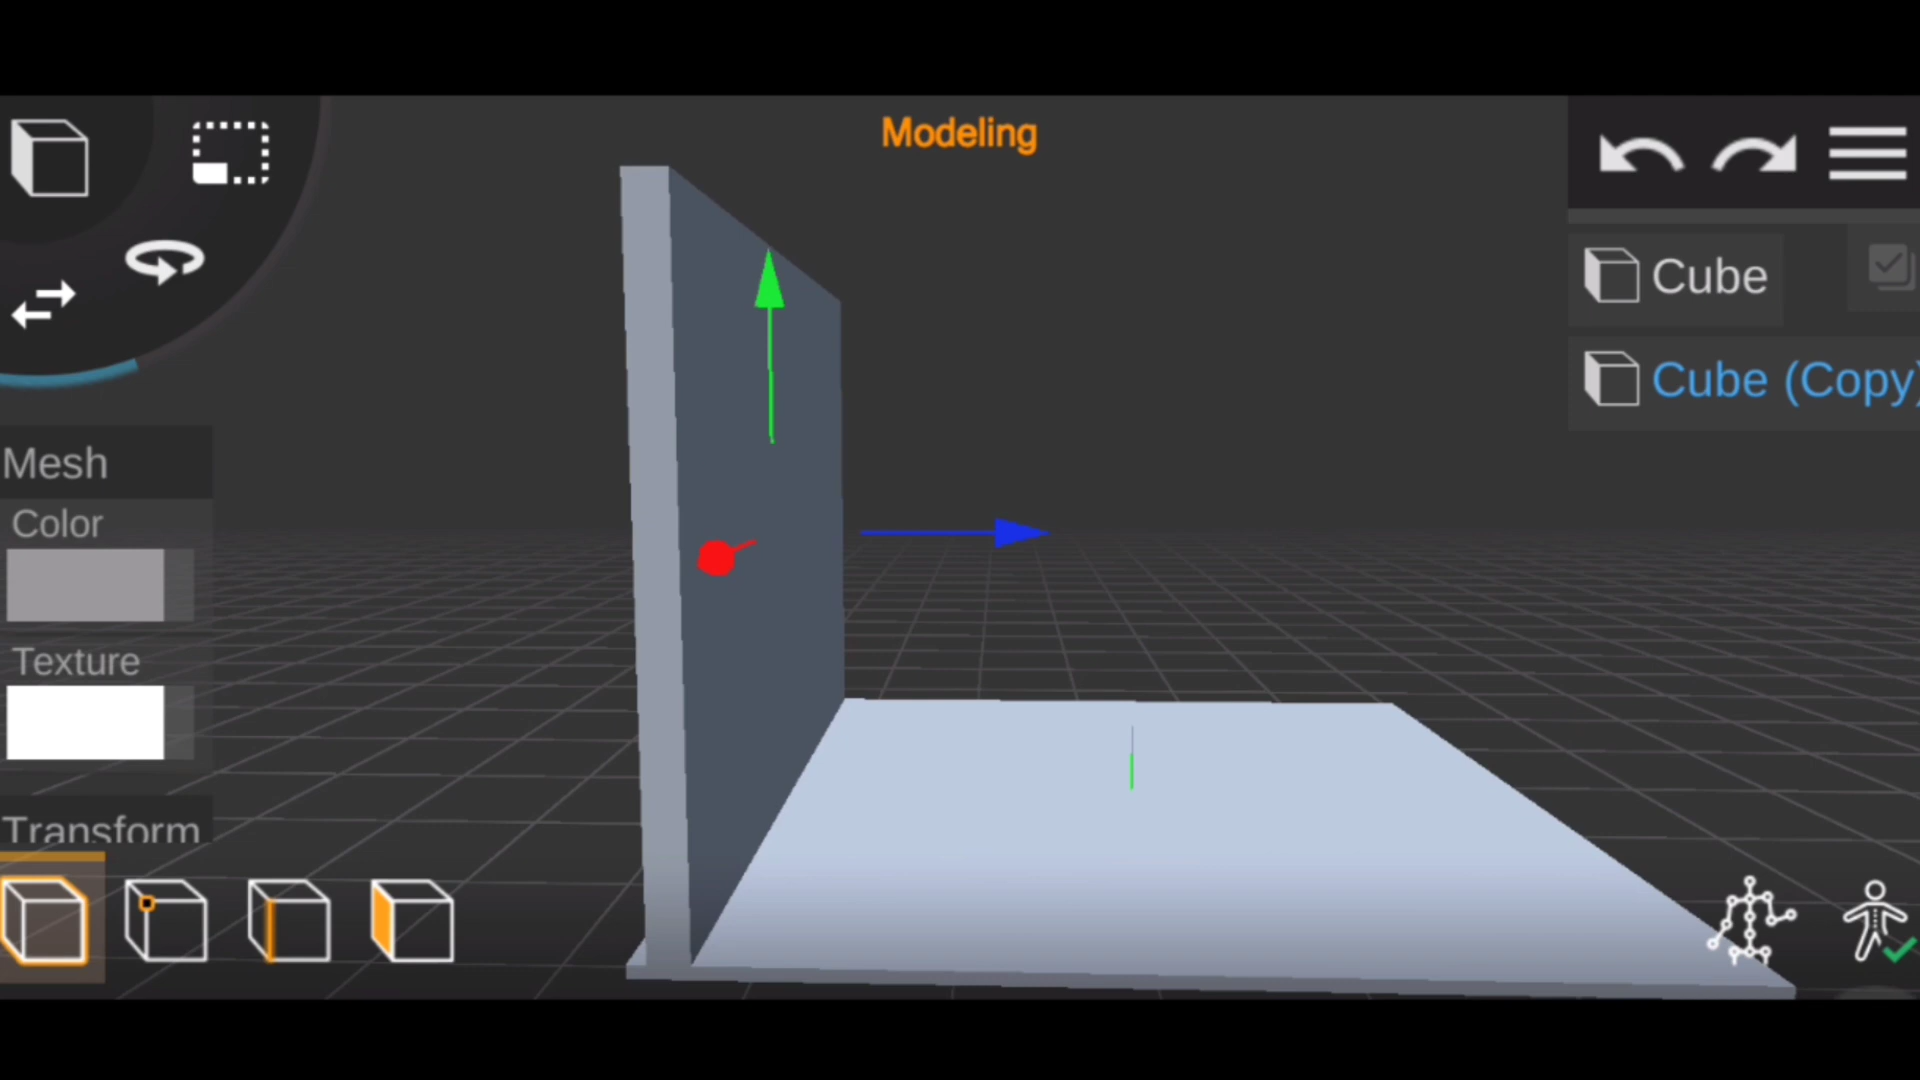 Modeling
Cube
Cube (Copy)
Mesh
Color
Texture
Transform